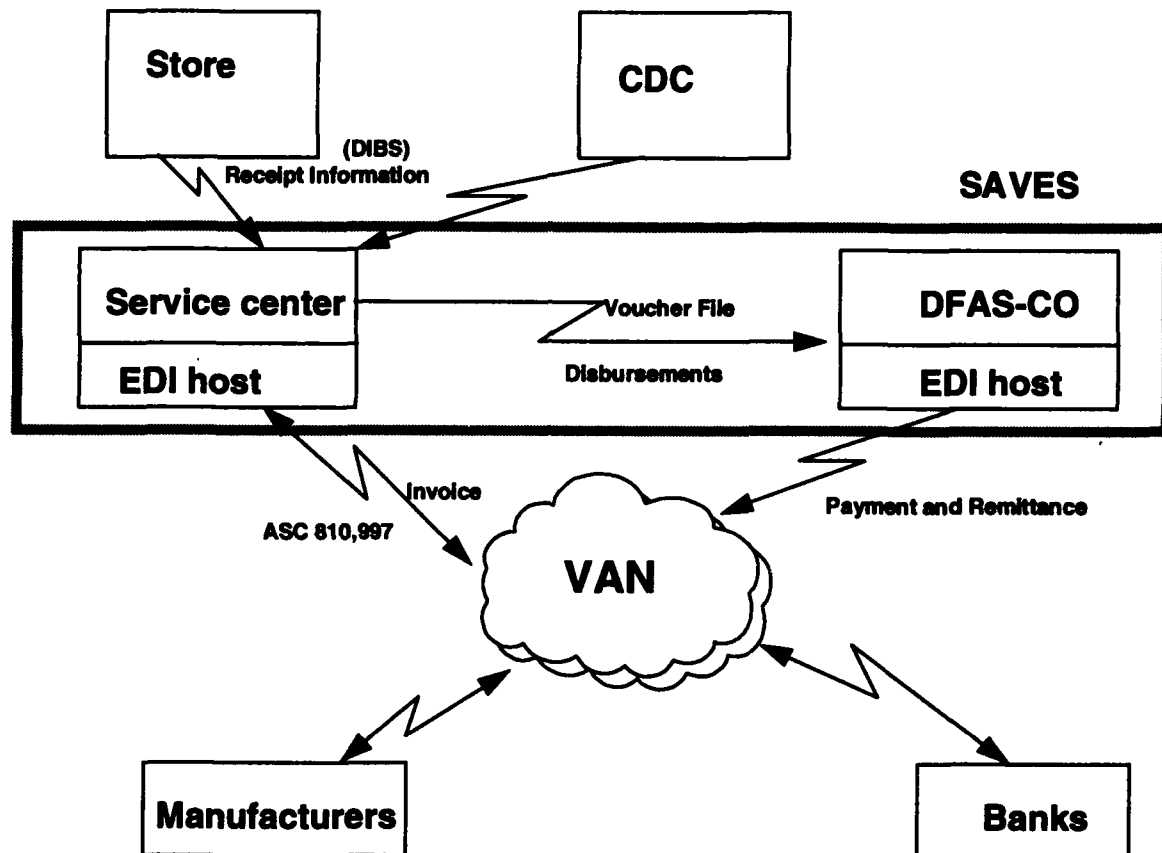 Store
CDC
(DIBS)
Receipt Information
SAVES
Service center
Voucher File
DFAS-CO
EDI host
Disbursements
EDI host
Invoice
Payment and Remittance
ASC 810,997
VAN
Manufacturers
Banks